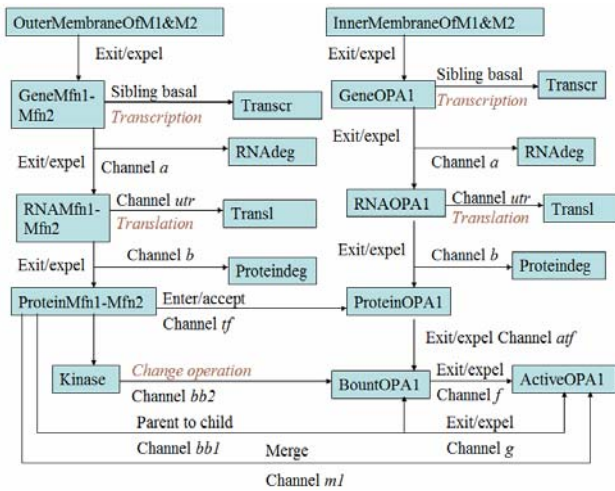 OuterMembraneOfM1&M2
InnerMembraneOfM1&M2
Exit/expel
Exit/expel
GeneMfn1-
Mfn2
Sibling basal
Transcription
Transcr
GeneOPA1
Sibling basal
Transcription
Transcr
Exit/expel
Channel a
RNAdeg
Exit/expel
Channel a
RNAdeg
RNAMfn1-
Mfn2
Channel utr
Translation
Transl
RNAOPA1
Channel utr
Translation
Transl
Exit/expel
Channel b
Proteindeg
Exit/expel
Channel b
Proteindeg
ProteinMfn1-Mfn2
Enter/accept
Channel tf
ProteinOPA1
Exit/expel Channel atf
Kinase
Change operation
Channel bb2
BountOPA1
Exit/expel
Channel f
ActiveOPA1
Parent to child
Channel bb1
Exit/expel
Channel g
Merge
Channel m1